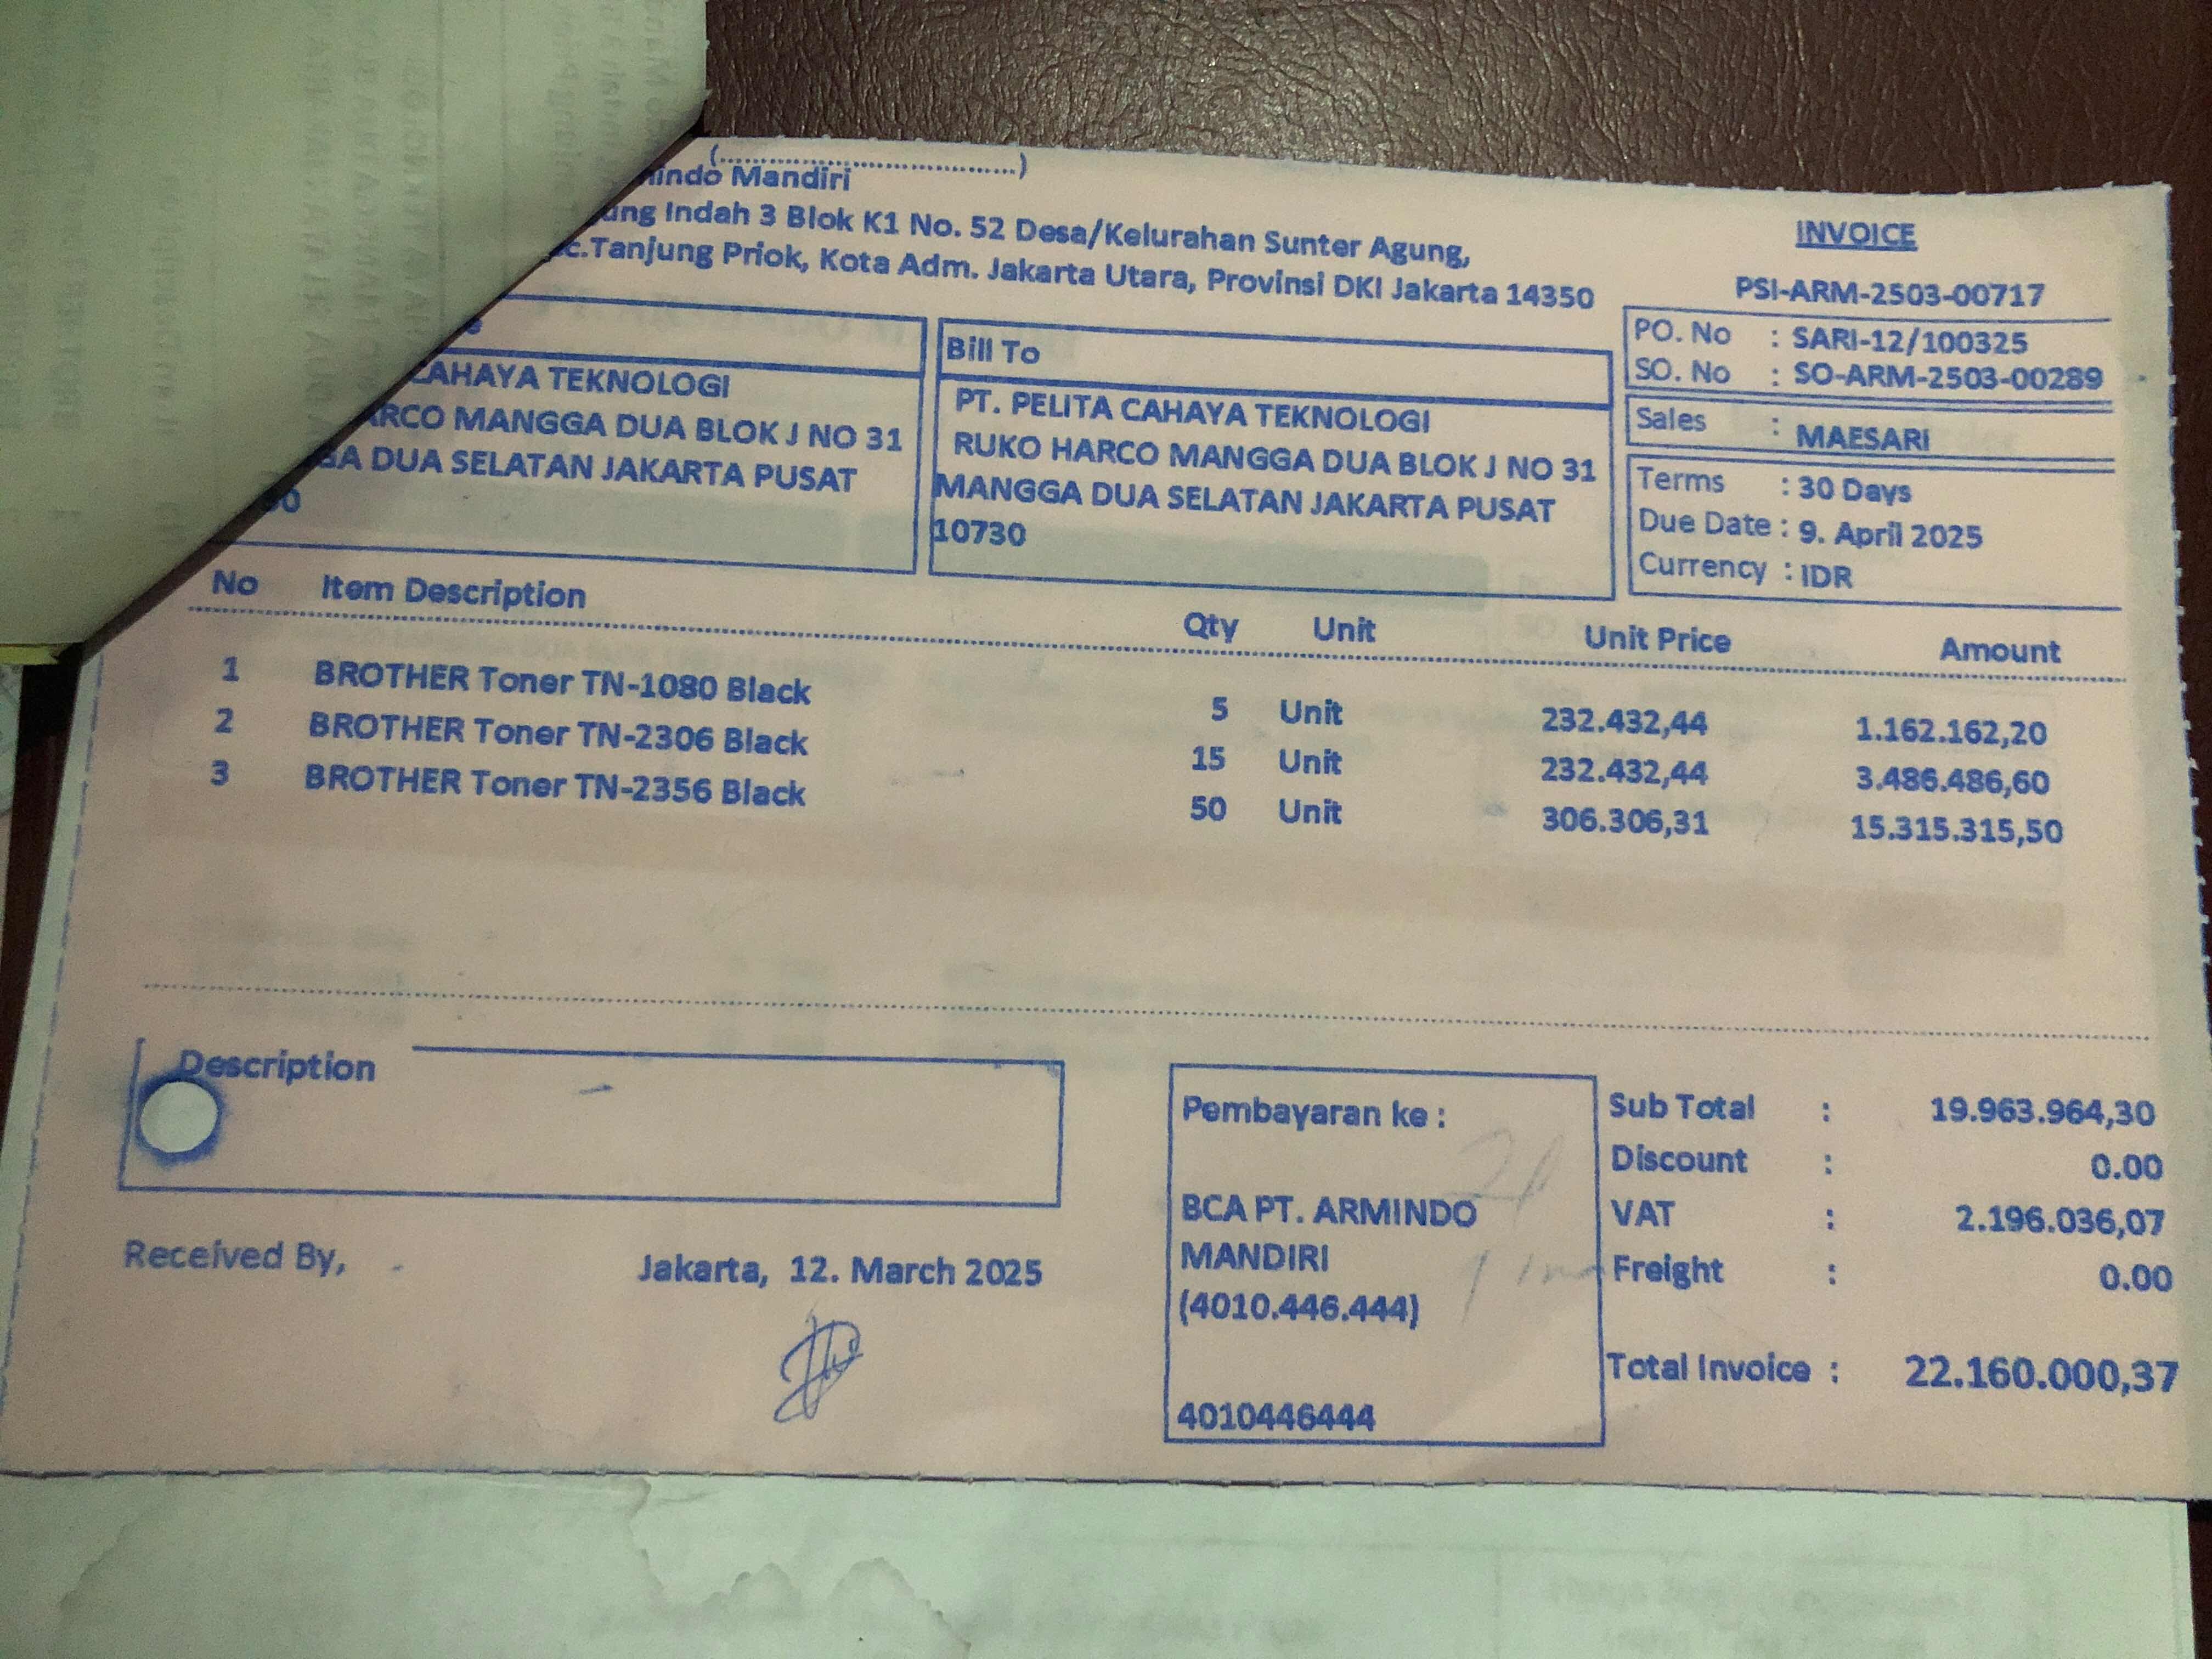 (..............................)
indo Mandiri
ung Indah 3 Blok K1 No. 52 Desa/Kelurahan Sunter Agung,
c.Tanjung Priok, Kota Adm. Jakarta Utara, Provinsi DKI Jakarta 14350
INVOICE
PSI-ARM-2503-00717
PO. No : SARI-12/100325
SO. No : SO-ARM-2503-00289
Sales : MAESARI
Terms : 30 Days
Due Date : 9. April 2025
Currency : IDR
CAHAYA TEKNOLOGI
ARCO MANGGA DUA BLOK J NO 31
GA DUA SELATAN JAKARTA PUSAT
30
Bill To
PT. PELITA CAHAYA TEKNOLOGI
RUKO HARCO MANGGA DUA BLOK J NO 31
MANGGA DUA SELATAN JAKARTA PUSAT
10730
No Item Description Qty Unit Unit Price Amount
1 BROTHER Toner TN-1080 Black 5 Unit 232.432,44 1.162.162,20
2 BROTHER Toner TN-2306 Black 15 Unit 232.432,44 3.486.486,60
3 BROTHER Toner TN-2356 Black 50 Unit 306.306,31 15.315.315,50
Description
Received By,
Jakarta, 12. March 2025
Pembayaran ke :
BCA PT. ARMINDO
MANDIRI
(4010.446.444)
4010446444
Sub Total : 19.963.964,30
Discount : 0.00
VAT : 2.196.036,07
Freight : 0.00
Total Invoice : 22.160.000,37